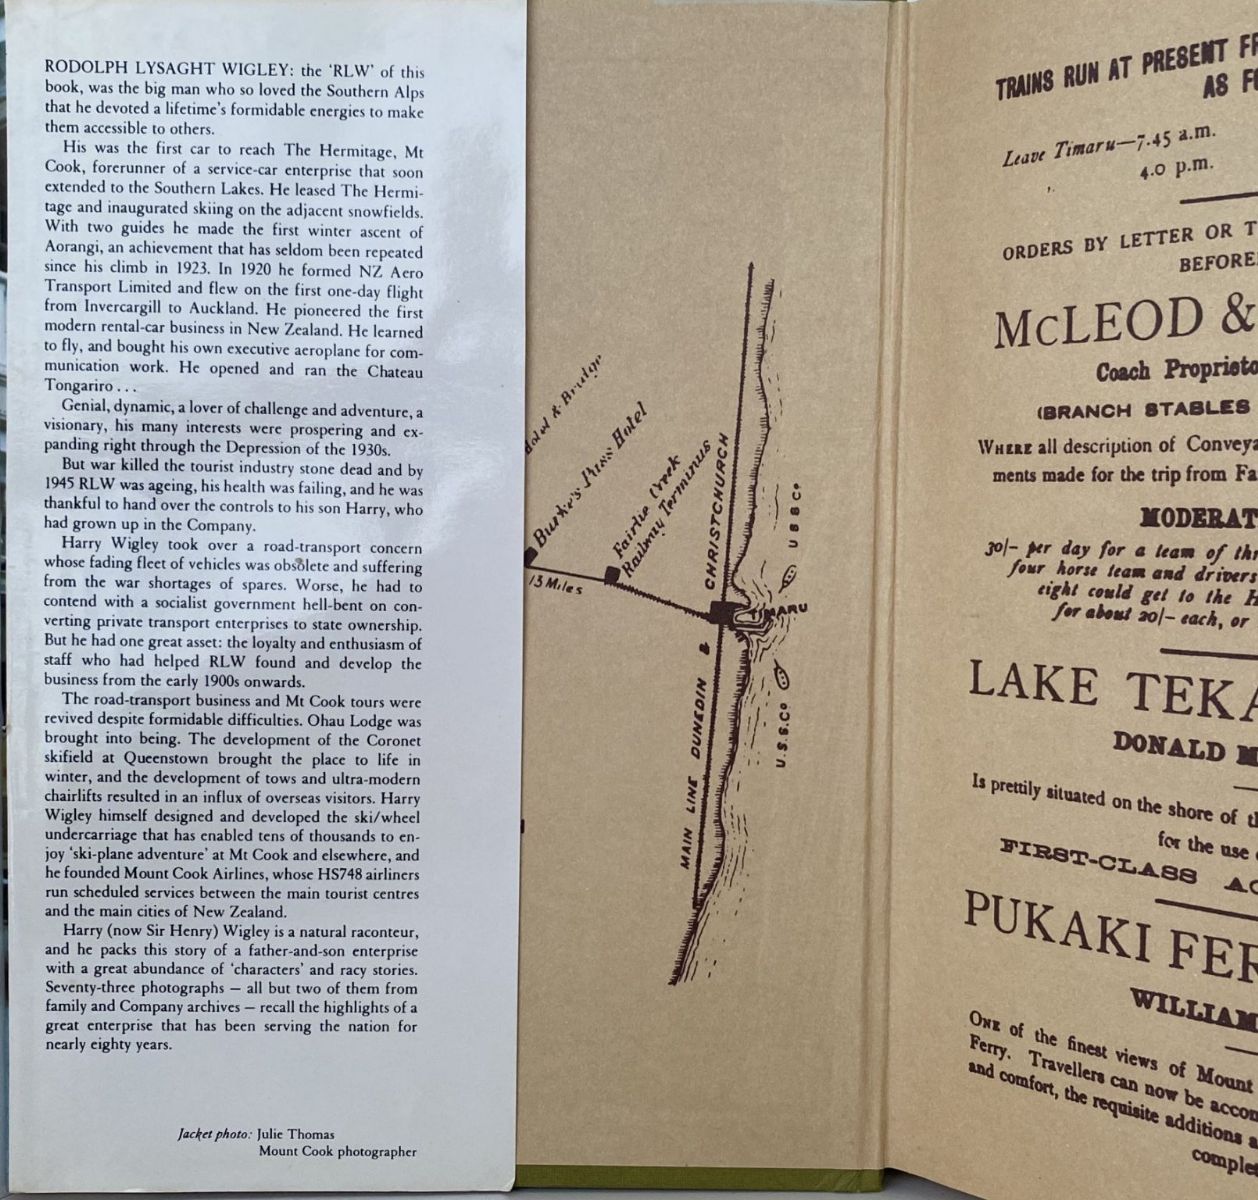 RODOLPH LYSAGHT WIGLEY: the 'RLW' of this
book, was the big man who so loved the Southern Alps
that he devoted a lifetime's formidable energies to make
them accessible to others.
His was the first car to reach The Hermitage, Mt
Cook, forerunner of a service-car enterprise that soon
extended to the Southern Lakes. He leased The Hermi-
tage and inaugurated skiing on the adjacent snowfields.
With two guides he made the first winter ascent of
Aorangi, an achievement that has seldom been repeated
since his climb in 1923. In 1920 he formed NZ Aero
Transport Limited and flew on the first one-day flight
from Invercargill to Auckland. He pioneered the first
modern rental-car business in New Zealand. He learned
to fly, and bought his own executive aeroplane for com-
munication work. He opened and ran the Chateau
Tongariro . . .
Genial, dynamic, a lover of challenge and adventure, a
visionary, his many interests were prospering and ex-
panding right through the Depression of the 1930s.
But war killed the tourist industry stone dead and by
1945 RLW was ageing, his health was failing, and he was
thankful to hand over the controls to his son Harry, who
had grown up in the Company.
Harry Wigley took over a road-transport concern
whose fading fleet of vehicles was obsolete and suffering
from the war shortages of spares. Worse, he had to
contend with a socialist government hell-bent on con-
verting private transport enterprises to state ownership.
But he had one great asset: the loyalty and enthusiasm of
staff who had helped RLW found and develop the
business from the early 1900s onwards.
The road-transport business and Mt Cook tours were
revived despite formidable difficulties. Ohau Lodge was
brought into being. The development of the Coronet
skifield at Queenstown brought the place to life in
winter, and the development of tows and ultra-modern
chairlifts resulted in an influx of overseas visitors. Harry
Wigley himself designed and developed the ski/wheel
undercarriage that has enabled tens of thousands to en-
joy 'ski-plane adventure' at Mt Cook and elsewhere, and
he founded Mount Cook Airlines, whose HS748 airliners
run scheduled services between the main tourist centres
and the main cities of New Zealand.
Harry (now Sir Henry) Wigley is a natural raconteur,
and he packs this story of a father-and-son enterprise
with a great abundance of 'characters' and racy stories.
Seventy-three photographs – all but two of them from
family and Company archives – recall the highlights of a
great enterprise that has been serving the nation for
nearly eighty years.
Jacket photo: Julie Thomas
Mount Cook photographer
& Bridge
Burke's Pass Hotel
Fairlie Creek
Railway Terminus
13 Miles
TIMARU
MAIN LINE DUNEDIN & CHRISTCHURCH
U S S Co
U.S.S.Co
TRAINS RUN AT PRESENT FR
AS FO
Leave Timaru—7.45 a.m.
4.0 p.m.
ORDERS BY LETTER OR T
BEFORE
McLEOD &
Coach Proprieto
(BRANCH STABLES
WHERE all description of Conveya
ments made for the trip from Fa
MODERAT
30/- per day for a team of thr
four horse team and drivers
eight could get to the H
for about 20/- each, or
LAKE TEKA
DONALD M
Is prettily situated on the shore of th
for the use
FIRST-CLASS AC
PUKAKI FER
WILLIAM
ONE of the finest views of Mount
Ferry. Travellers can now be accom
and comfort, the requisite additions a
complet